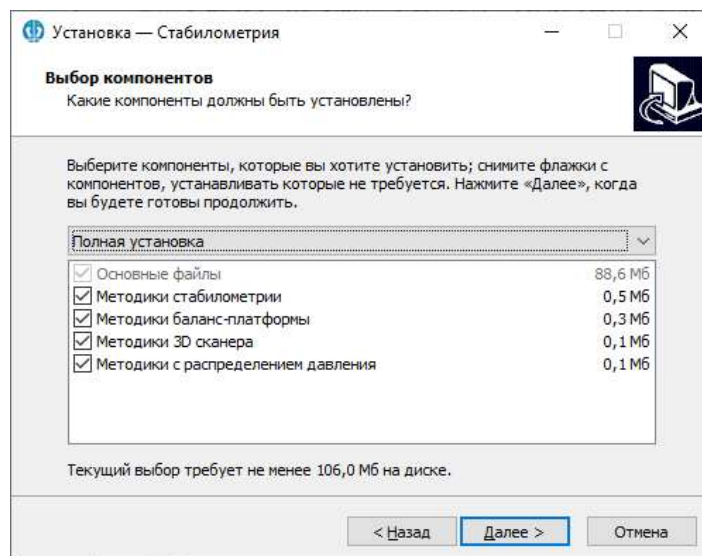 Установка — Стабилометрия
Выбор компонентов
Какие компоненты должны быть установлены?
Выберите компоненты, которые вы хотите установить; снимите флажки с
компонентов, устанавливать которые не требуется. Нажмите «Далее», когда
вы будете готовы продолжить.
Полная установка
Основные файлы 88,6 Мб
Методики стабилометрии 0,5 Мб
Методики баланс-платформы 0,3 Мб
Методики 3D сканера 0,1 Мб
Методики с распределением давления 0,1 Мб
Текущий выбор требует не менее 106,0 Мб на диске.
< Назад Далее > Отмена